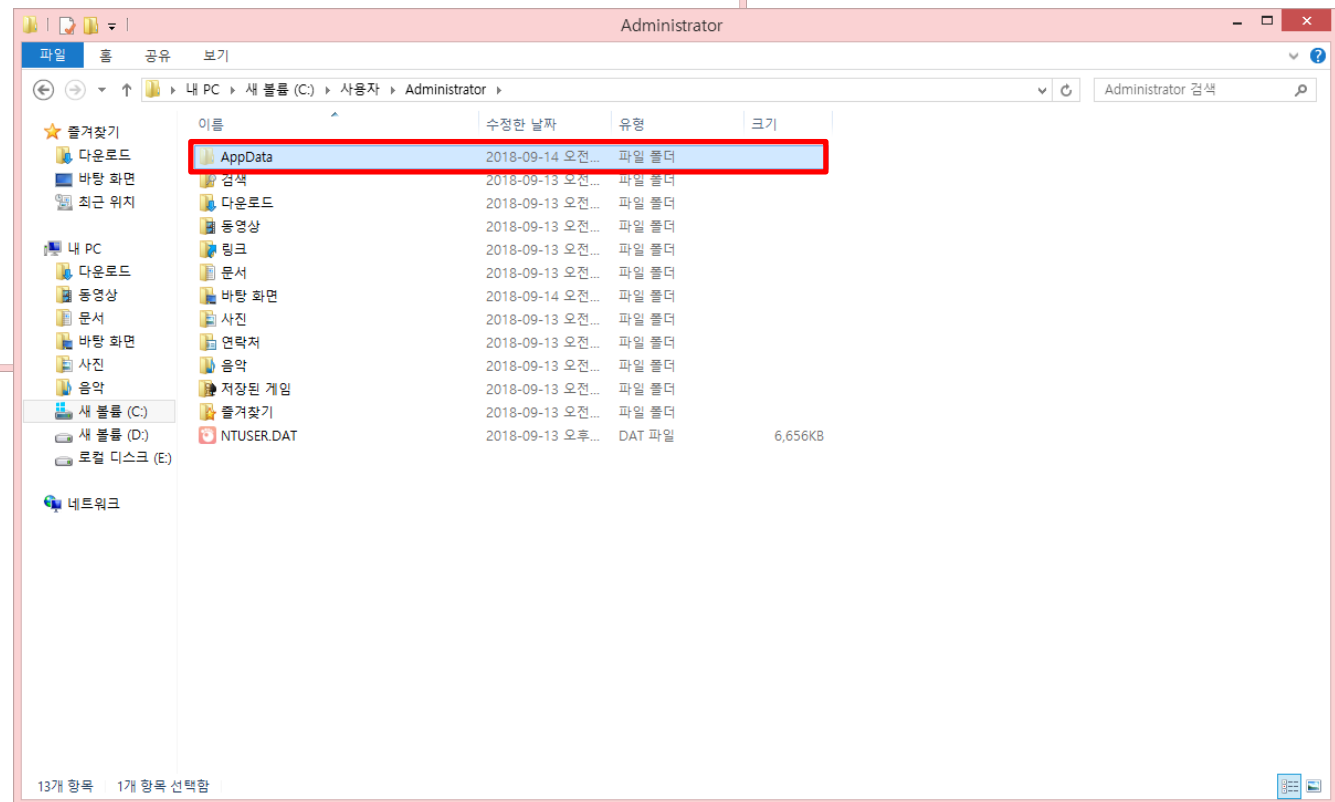 Administrator
파일 홈 공유 보기
내 PC 새 볼륨 (C:) 사용자 Administrator
Administrator 검색
이름 수정한 날짜 유형 크기
즐겨찾기
다운로드
바탕 화면
최근 위치
내 PC
다운로드
동영상
문서
바탕 화면
사진
음악
새 볼륨 (C:)
새 볼륨 (D:)
로컬 디스크 (E:)
네트워크
AppData 2018-09-14 오전... 파일 폴더
검색 2018-09-13 오전... 파일 폴더
다운로드 2018-09-13 오전... 파일 폴더
동영상 2018-09-13 오전... 파일 폴더
링크 2018-09-13 오전... 파일 폴더
문서 2018-09-13 오전... 파일 폴더
바탕 화면 2018-09-14 오전... 파일 폴더
사진 2018-09-13 오전... 파일 폴더
연락처 2018-09-13 오전... 파일 폴더
음악 2018-09-13 오전... 파일 폴더
저장된 게임 2018-09-13 오전... 파일 폴더
즐겨찾기 2018-09-13 오전... 파일 폴더
NTUSER.DAT 2018-09-13 오후... DAT 파일 6,656KB
13개 항목 1개 항목 선택함